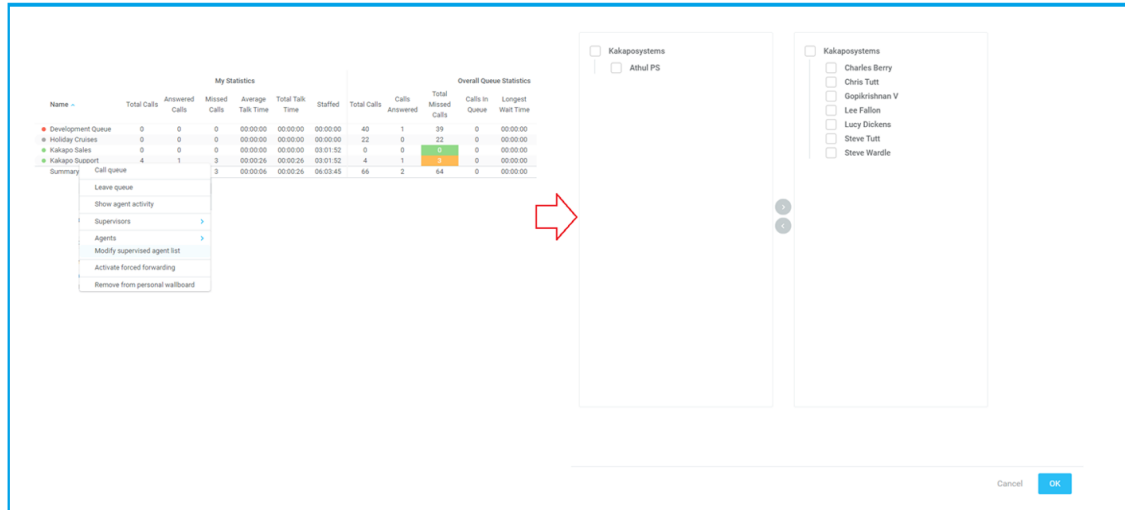 My Statistics Overall Queue Statistics
Name Total Calls Answered Calls Missed Calls Average Talk Time Total Talk Time Staffed Total Calls Calls Answered Total Missed Calls Calls In Queue Longest Wait Time
Development Queue 0 0 0 00:00:00 00:00:00 00:00:00 40 1 39 0 00:00:00
Holiday Cruises 0 0 0 00:00:00 00:00:00 00:00:00 22 0 22 0 00:00:00
Kakapo Sales 0 0 0 00:00:00 00:00:00 03:01:52 0 0 0 0 00:00:00
Kakapo Support 4 1 3 00:00:26 00:00:26 03:01:52 4 1 3 0 00:00:00
Summary 3 00:00:06 00:00:26 06:03:45 66 2 64 0 00:00:00
Call queue
Leave queue
Show agent activity
Supervisors
Agents
Modify supervised agent list
Activate forced forwarding
Remove from personal wallboard
Kakaposystems
Athul PS
Kakaposystems
Charles Berry
Chris Tutt
Gopikrishnan V
Lee Fallon
Lucy Dickens
Steve Tutt
Steve Wardle
Cancel OK